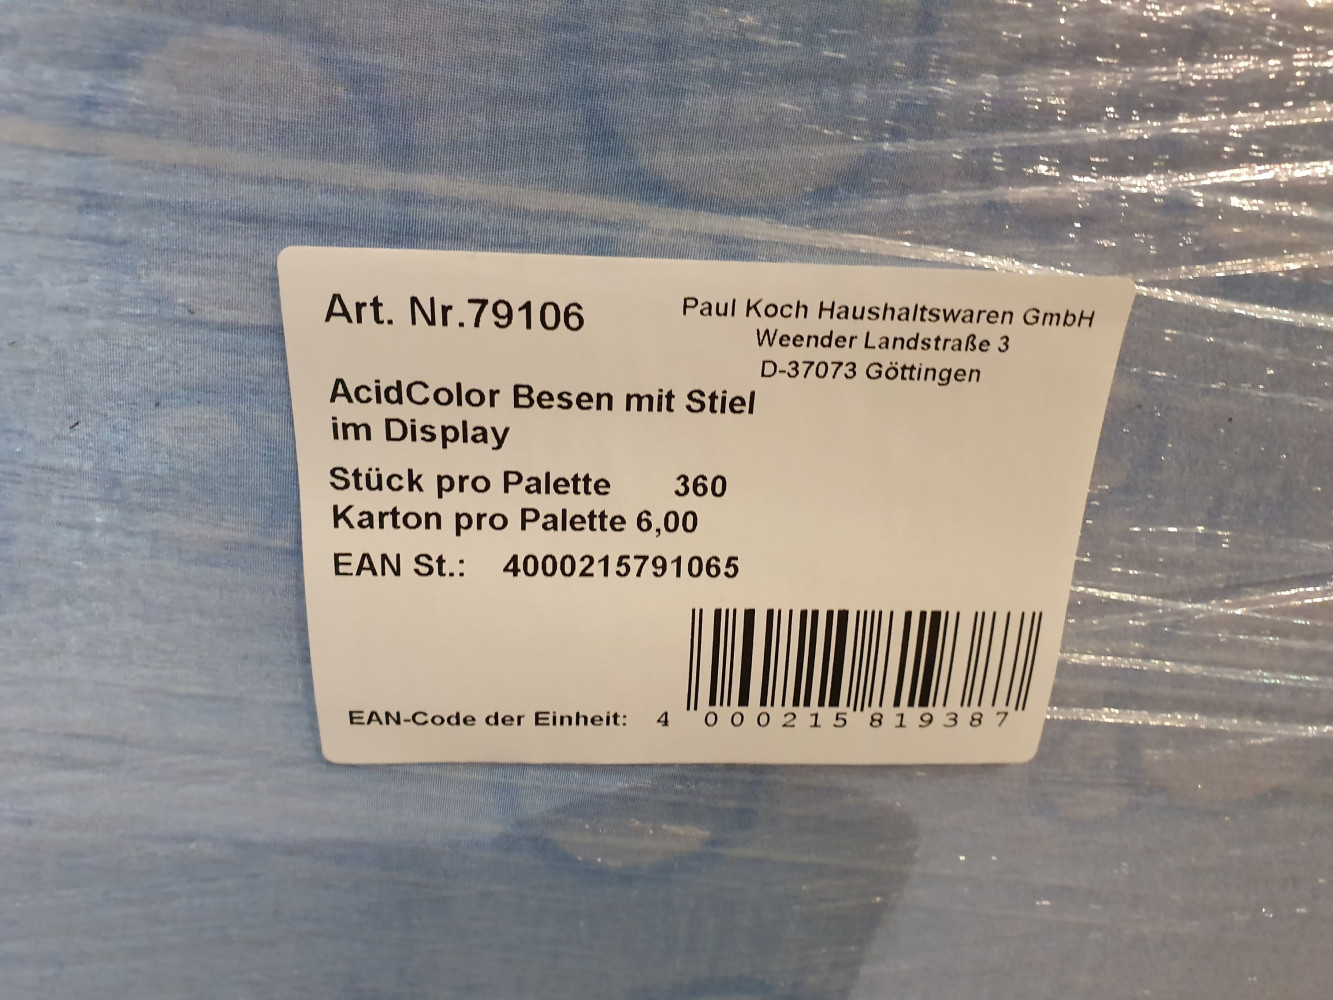 Art. Nr.79106
Paul Koch Haushaltswaren GmbH
Weender Landstraße 3
D-37073 Göttingen
AcidColor Besen mit Stiel
im Display
Stück pro Palette 360
Karton pro Palette 6,00
EAN St.: 4000215791065
EAN-Code der Einheit: 4 000215 819387